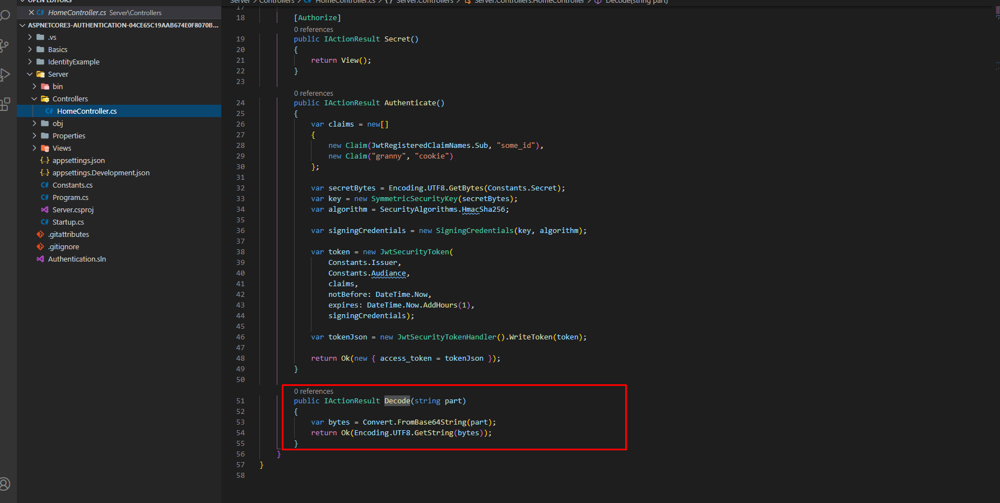 OPEN EDITORS
HomeController.cs Server\Controllers
ASPNETCORE3-AUTHENTICATION-04CE65C19AAB674E0F8070B...
.vs
Basics
IdentityExample
Server
bin
Controllers
C# HomeController.cs
obj
Properties
Views
{..} appsettings.json
{..} appsettings.Development.json
C# Constants.cs
C# Program.cs
Server.csproj
C# Startup.cs
.gitattributes
.gitignore
Authentication.sln
Server > Controllers > C# HomeController.cs > {} Server.Controllers > Server.Controllers.HomeController > Decode(string part)
17
18 [Authorize]
0 references
19 public IActionResult Secret()
20 {
21 return View();
22 }
23
0 references
24 public IActionResult Authenticate()
25 {
26 var claims = new[]
27 {
28 new Claim(JwtRegisteredClaimNames.Sub, "some_id"),
29 new Claim("granny", "cookie")
30 };
31
32 var secretBytes = Encoding.UTF8.GetBytes(Constants.Secret);
33 var key = new SymmetricSecurityKey(secretBytes);
34 var algorithm = SecurityAlgorithms.HmacSha256;
35
36 var signingCredentials = new SigningCredentials(key, algorithm);
37
38 var token = new JwtSecurityToken(
39 Constants.Issuer,
40 Constants.Audiance,
41 claims,
42 notBefore: DateTime.Now,
43 expires: DateTime.Now.AddHours(1),
44 signingCredentials);
45
46 var tokenJson = new JwtSecurityTokenHandler().WriteToken(token);
47
48 return Ok(new { access_token = tokenJson });
49 }
50
0 references
51 public IActionResult Decode(string part)
52 {
53 var bytes = Convert.FromBase64String(part);
54 return Ok(Encoding.UTF8.GetString(bytes));
55 }
56 }
57 }
58